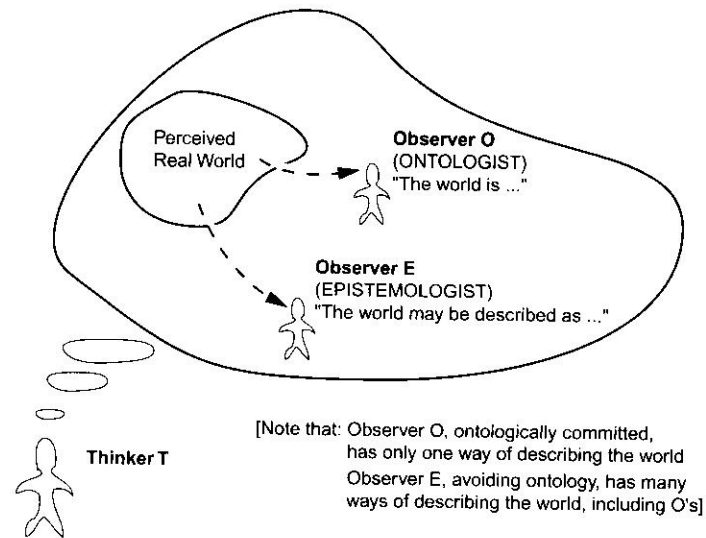 Perceived
Real World
Observer O
(ONTOLOGIST)
"The world is ..."
Observer E
(EPISTEMOLOGIST)
"The world may be described as ..."
Thinker T
[Note that: Observer O, ontologically committed,
has only one way of describing the world
Observer E, avoiding ontology, has many
ways of describing the world, including O's]